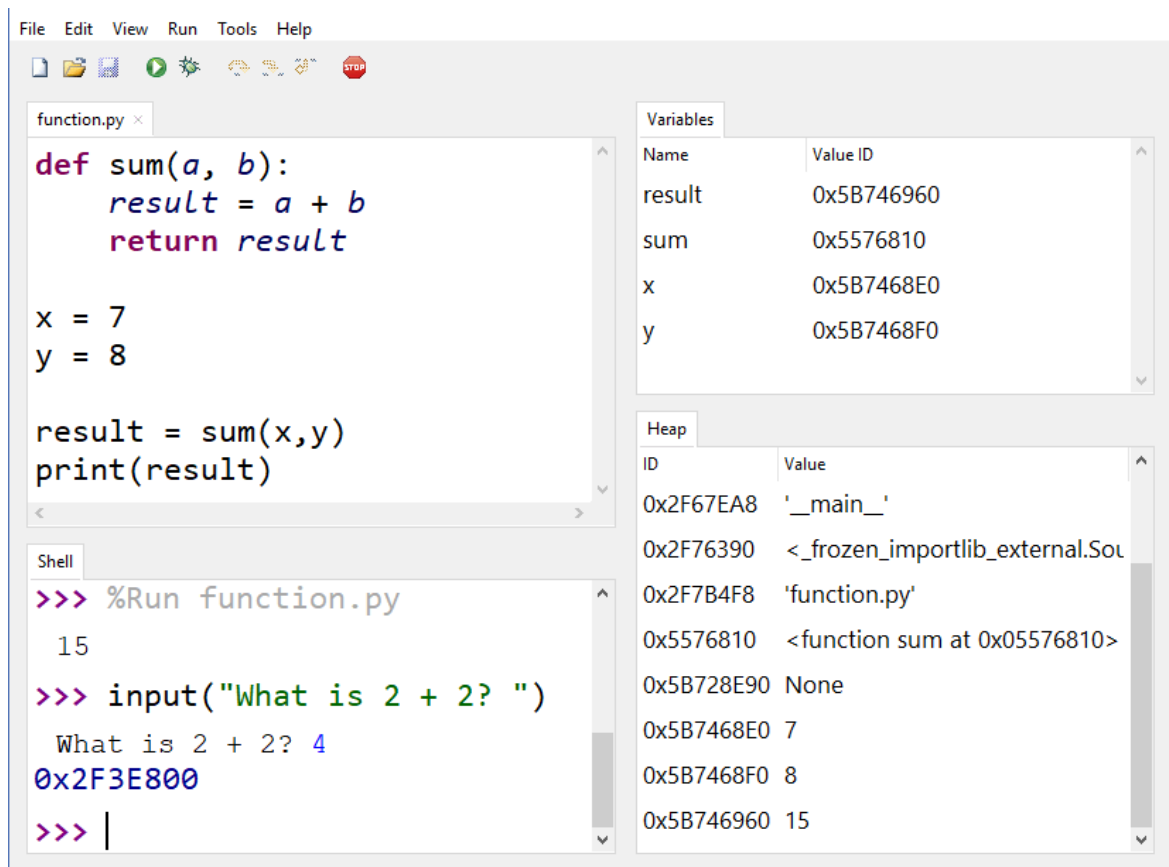 File Edit View Run Tools Help
STOP
function.py ×
def sum(a, b):
    result = a + b
    return result
x = 7
y = 8
result = sum(x,y)
print(result)
Shell
>>> %Run function.py
15
>>> input("What is 2 + 2? ")
What is 2 + 2? 4
0x2F3E800
>>>
Variables
Name Value ID
result 0x5B746960
sum 0x5576810
x 0x5B7468E0
y 0x5B7468F0
Heap
ID Value
0x2F67EA8 '__main__'
0x2F76390 <_frozen_importlib_external.Sou
0x2F7B4F8 'function.py'
0x5576810 <function sum at 0x05576810>
0x5B728E90 None
0x5B7468E0 7
0x5B7468F0 8
0x5B746960 15